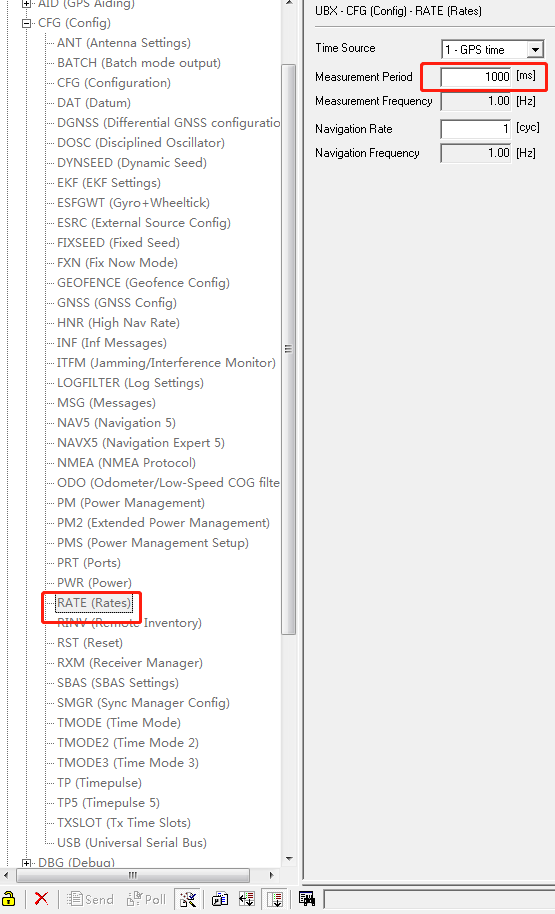 AID (GPS Aiding)
CFG (Config)
ANT (Antenna Settings)
BATCH (Batch mode output)
CFG (Configuration)
DAT (Datum)
DGNSS (Differential GNSS configuratio
DOSC (Disciplined Oscillator)
DYNSEED (Dynamic Seed)
EKF (EKF Settings)
ESFGWT (Gyro+Wheeltick)
ESRC (External Source Config)
FIXSEED (Fixed Seed)
FXN (Fix Now Mode)
GEOFENCE (Geofence Config)
GNSS (GNSS Config)
HNR (High Nav Rate)
INF (Inf Messages)
ITFM (Jamming/Interference Monitor)
LOGFILTER (Log Settings)
MSG (Messages)
NAV5 (Navigation 5)
NAVX5 (Navigation Expert 5)
NMEA (NMEA Protocol)
ODO (Odometer/Low-Speed COG filte
PM (Power Management)
PM2 (Extended Power Management)
PMS (Power Management Setup)
PRT (Ports)
PWR (Power)
RATE (Rates)
RINV (Remote Inventory)
RST (Reset)
RXM (Receiver Manager)
SBAS (SBAS Settings)
SMGR (Sync Manager Config)
TMODE (Time Mode)
TMODE2 (Time Mode 2)
TMODE3 (Time Mode 3)
TP (Timepulse)
TP5 (Timepulse 5)
TXSLOT (Tx Time Slots)
USB (Universal Serial Bus)
DBG (Debug)
UBX - CFG (Config) - RATE (Rates)
Time Source 1 - GPS time
Measurement Period 1000 [ms]
Measurement Frequency 1.00 [Hz]
Navigation Rate 1 [cyc]
Navigation Frequency 1.00 [Hz]
Send Poll